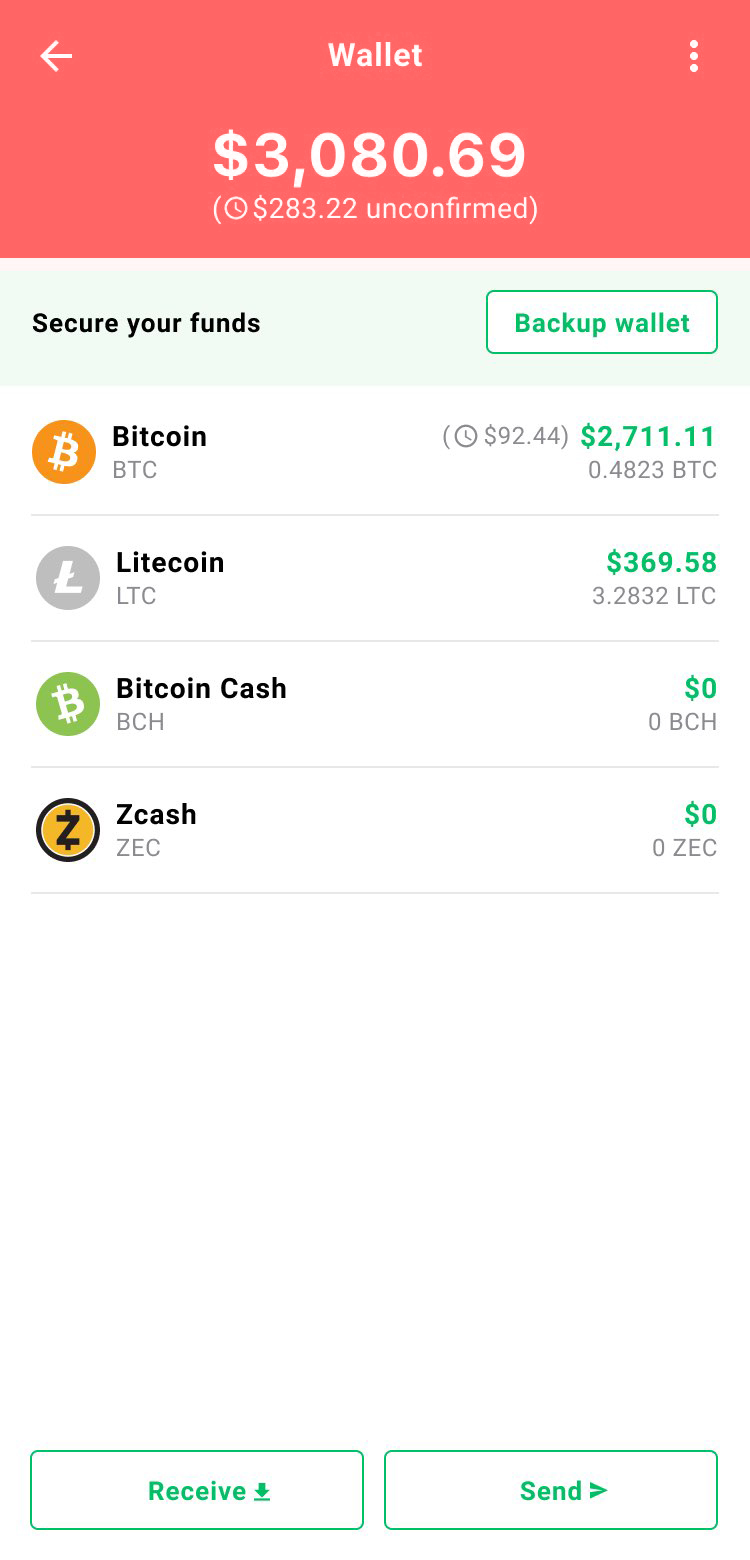 Wallet
$3,080.69
($283.22 unconfirmed)
Secure your funds
Backup wallet
Bitcoin
($92.44) $2,711.11
BTC
0.4823 BTC
Litecoin
$369.58
LTC
3.2832 LTC
Bitcoin Cash
$0
BCH
0 BCH
Zcash
$0
ZEC
0 ZEC
Receive
Send